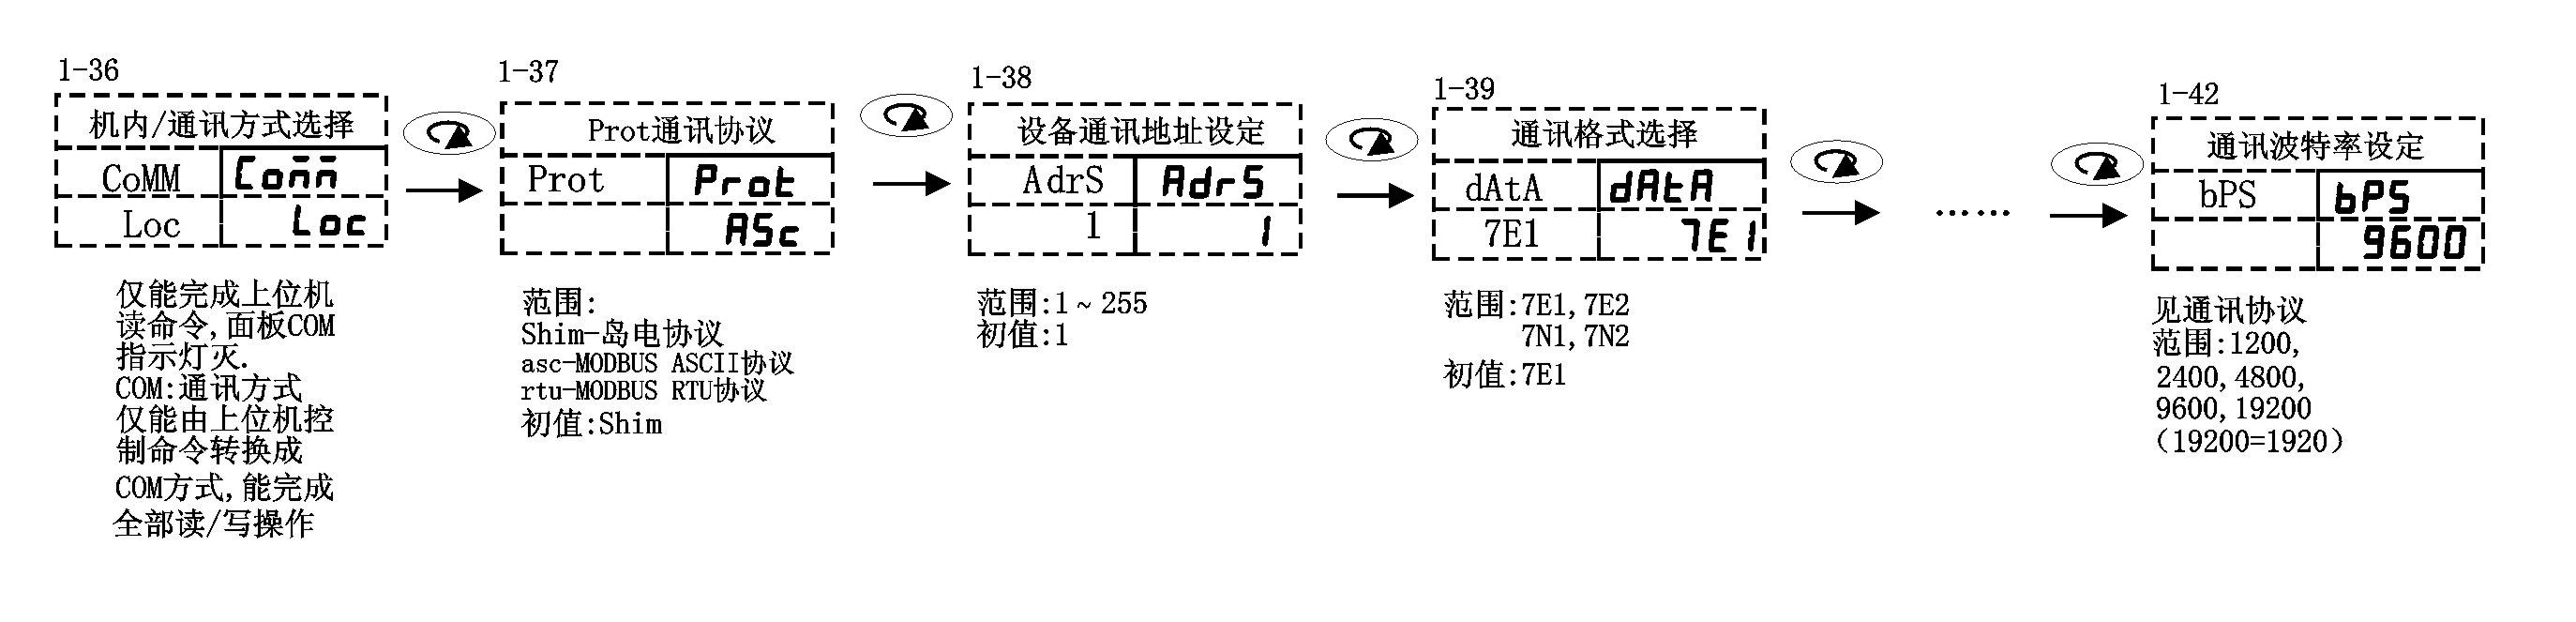 1-36
机内/通讯方式选择
CoMM Comm
Loc Loc
仅能完成上位机
读命令,面板COM
指示灯灭.
COM:通讯方式
仅能由上位机控
制命令转换成
COM方式,能完成
全部读/写操作
1-37
Prot通讯协议
Prot Prot
ASc
范围:
Shim-岛电协议
asc-MODBUS ASCII协议
rtu-MODBUS RTU协议
初值:Shim
1-38
设备通讯地址设定
AdrS AdrS
1 1
范围:1~255
初值:1
1-39
通讯格式选择
dAtA dAtA
7E1 7E1
范围:7E1,7E2
7N1,7N2
初值:7E1
……
1-42
通讯波特率设定
bPS bPS
9600
见通讯协议
范围:1200,
2400,4800,
9600,19200
(19200=1920)